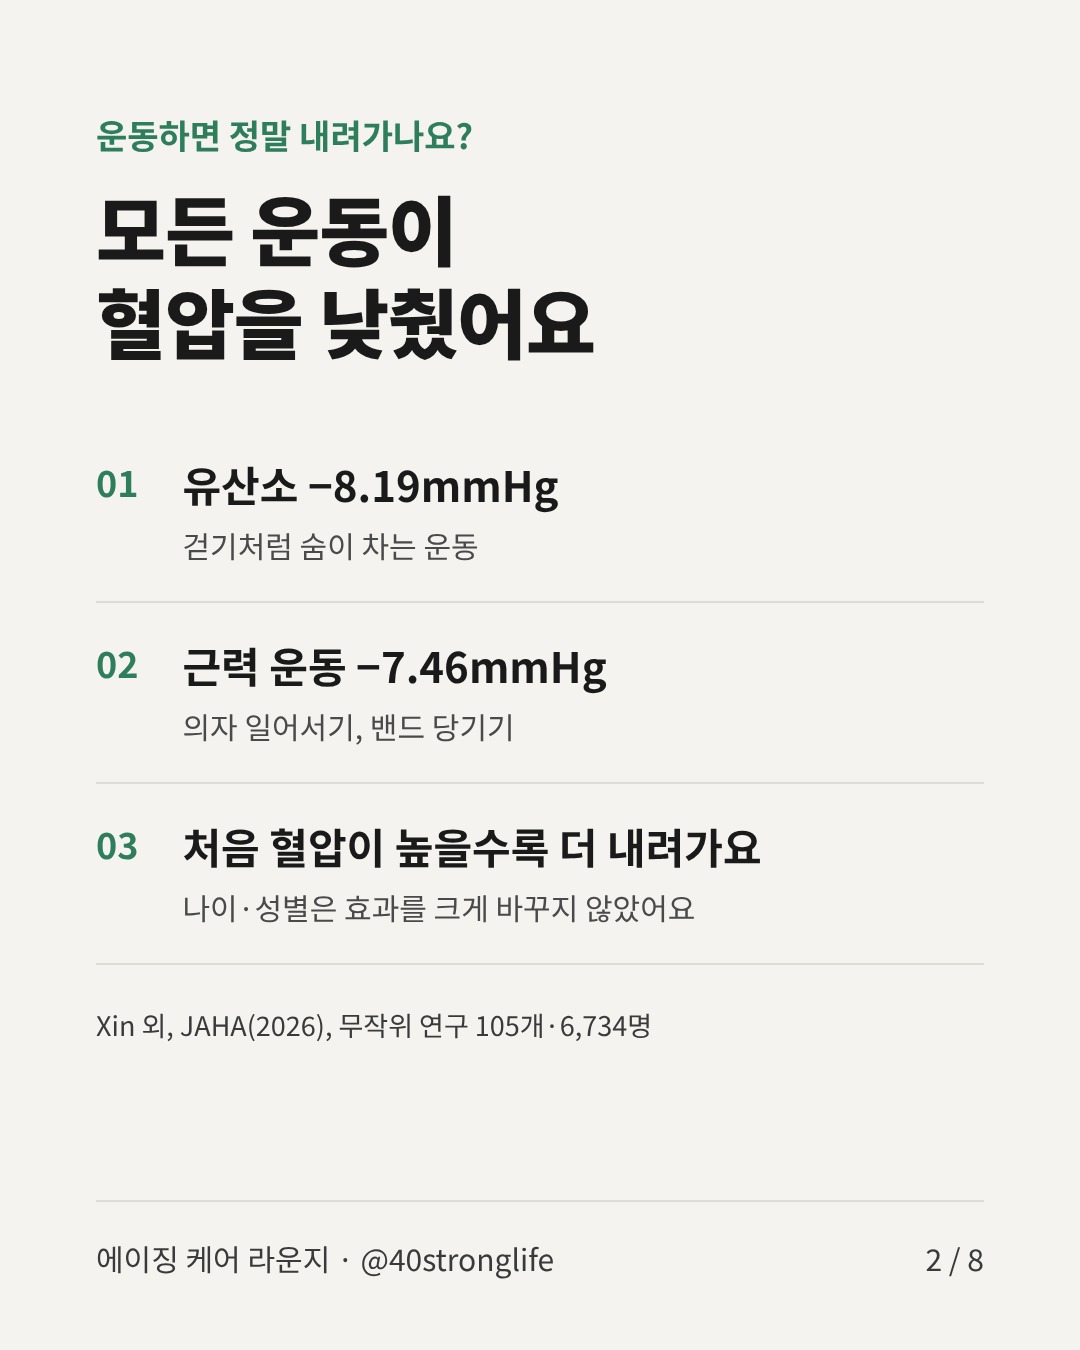 운동하면 정말 내려가나요?
모든 운동이
혈압을 낮췄어요
01 유산소 −8.19mmHg
걷기처럼 숨이 차는 운동
02 근력 운동 −7.46mmHg
의자 일어서기, 밴드 당기기
03 처음 혈압이 높을수록 더 내려가요
나이·성별은 효과를 크게 바꾸지 않았어요
Xin 외, JAHA(2026), 무작위 연구 105개·6,734명
에이징 케어 라운지 · @40stronglife 2 / 8